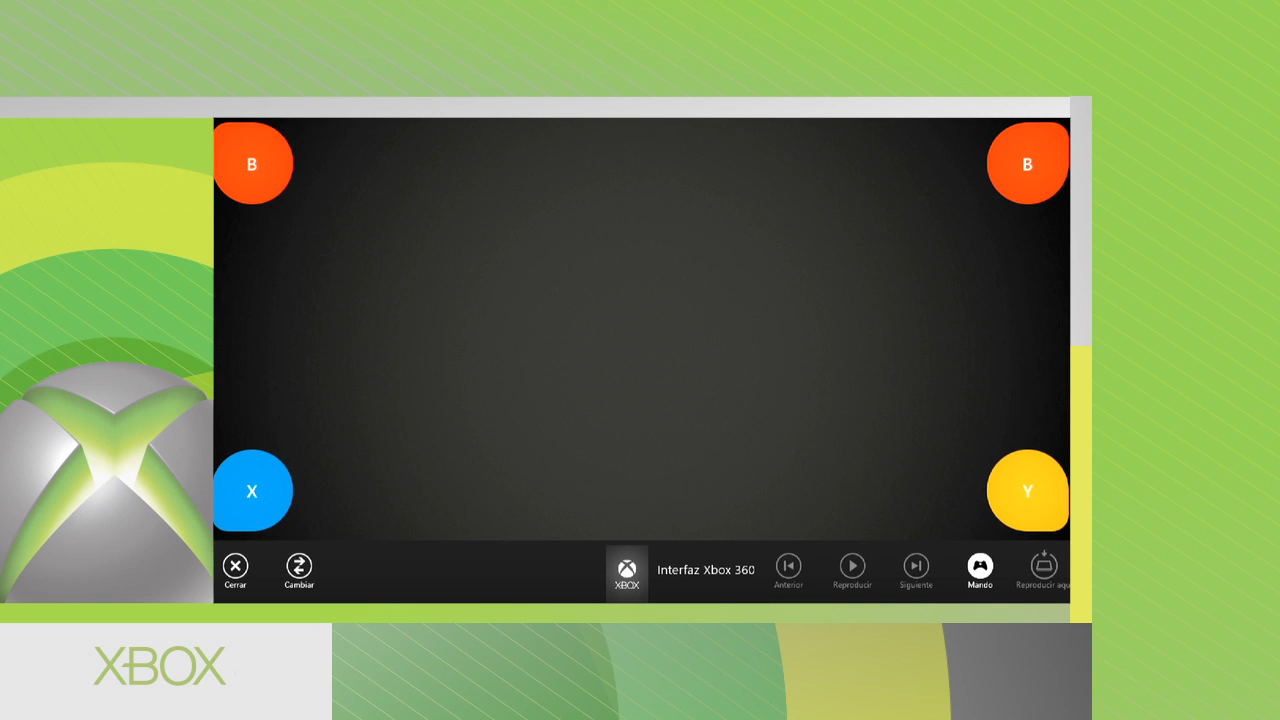 B
B
X
Y
Cerrar
Cambiar
XBOX
Interfaz Xbox 360
Anterior
Reproducir
Siguiente
Mando
Reproducir aqu
XBOX